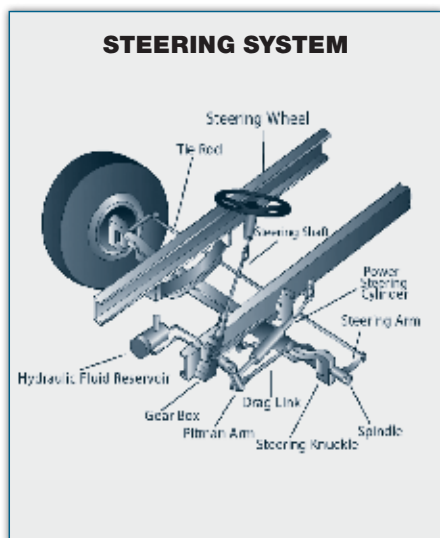 STEERING SYSTEM
Steering Wheel
Tie Rod
Steering Shaft
Power
Steering
Cylinder
Steering Arm
Hydraulic Fluid Reservoir
Gear Box
Drag Link
Pitman Arm
Spindle
Steering Knuckle